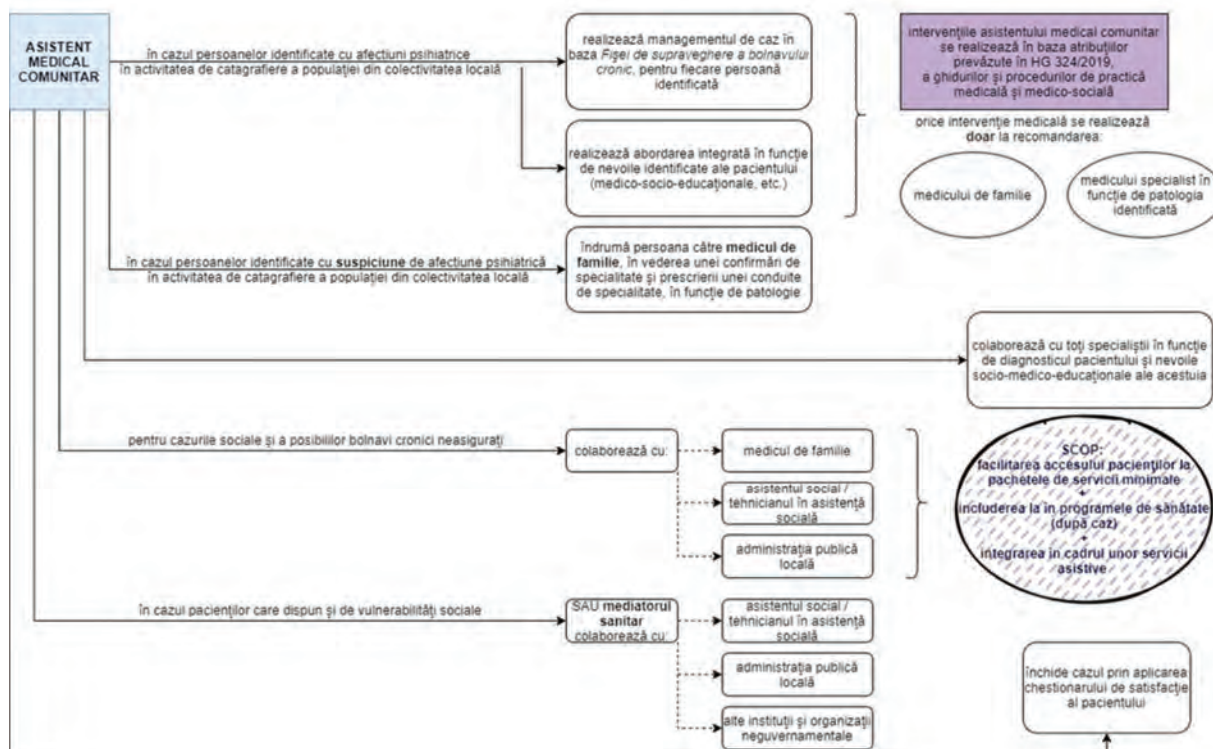 ASISTENT
MEDICAL
COMUNITAR
în cazul persoanelor identificate cu afecțiuni psihiatrice
în activitatea de catagrafiere a populației din colectivitatea locală
realizează managementul de caz în
baza Fișei de supraveghere a bolnavului
cronic, pentru fiecare persoană
identificată
realizează abordarea integrată în funcție
de nevoile identificate ale pacientului
(medico-socio-educaționale, etc.)
intervențiile asistentului medical comunitar
se realizează în baza atribuțiilor
prevăzute în HG 324/2019,
a ghidurilor și procedurilor de practică
medicală și medico-socială
orice intervenție medicală se realizează
doar la recomandarea:
medicului de familie
medicului specialist în
funcție de patologia
identificată
în cazul persoanelor identificate cu suspiciune de afecțiune psihiatrică
în activitatea de catagrafiere a populației din colectivitatea locală
îndrumă persoana către medicul de
familie, în vederea unei confirmări de
specialitate și prescrierii unei conduite
de specialitate, în funcție de patologie
colaborează cu toți specialiștii în funcție
de diagnosticul pacientului și nevoile
socio-medico-educaționale ale acestuia
pentru cazurile sociale și a posibililor bolnavi cronici neasigurați
colaborează cu:
medicul de familie
asistentul social /
tehnicianul în asistență
socială
administrația publică
locală
SCOP:
facilitarea accesului pacienților la
pachetele de servicii minimale
+
includerea la în programele de sănătate
(după caz)
+
integrarea în cadrul unor servicii
asistive
în cazul pacienților care dispun și de vulnerabilități sociale
SAU mediatorul
sanitar
colaborează cu:
asistentul social /
tehnicianul în asistență
socială
administrația publică
locală
alte instituții și organizații
neguvernamentale
închide cazul prin aplicarea
chestionarului de satisfacție
al pacientului